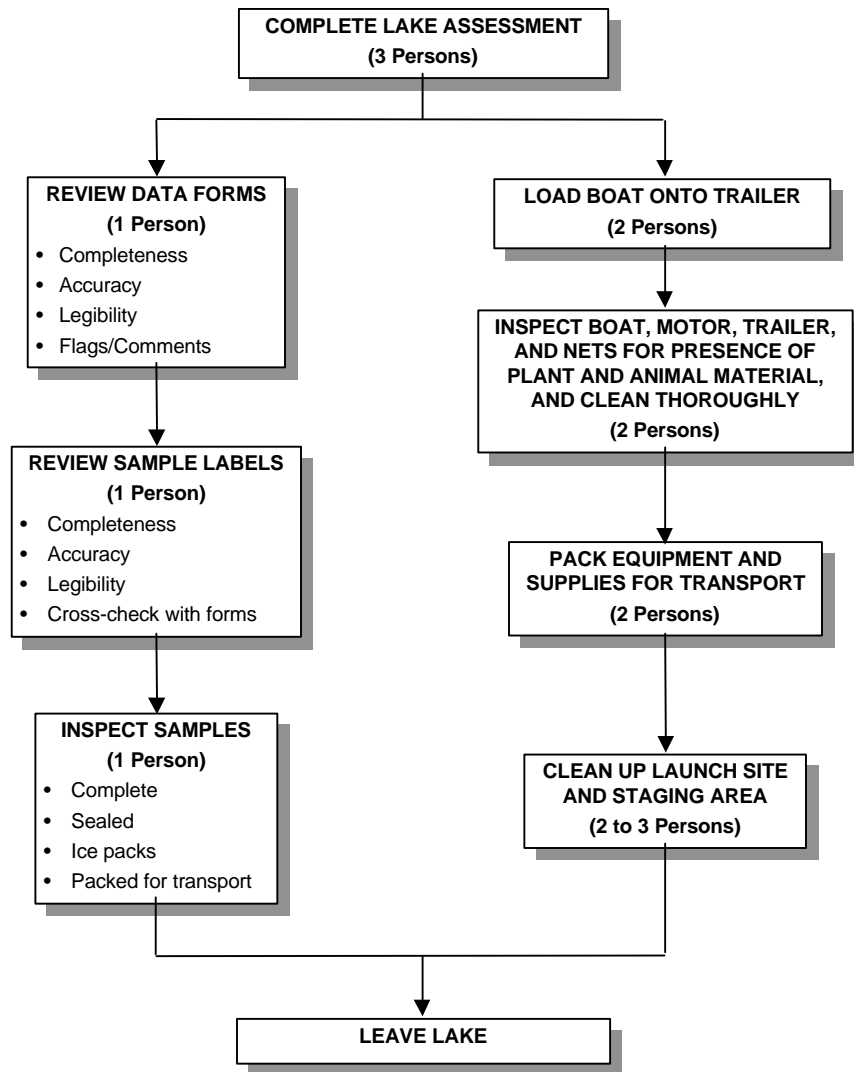 COMPLETE LAKE ASSESSMENT
(3 Persons)
REVIEW DATA FORMS
(1 Person)
• Completeness
• Accuracy
• Legibility
• Flags/Comments
REVIEW SAMPLE LABELS
(1 Person)
• Completeness
• Accuracy
• Legibility
• Cross-check with forms
INSPECT SAMPLES
(1 Person)
• Complete
• Sealed
• Ice packs
• Packed for transport
LOAD BOAT ONTO TRAILER
(2 Persons)
INSPECT BOAT, MOTOR, TRAILER,
AND NETS FOR PRESENCE OF
PLANT AND ANIMAL MATERIAL,
AND CLEAN THOROUGHLY
(2 Persons)
PACK EQUIPMENT AND
SUPPLIES FOR TRANSPORT
(2 Persons)
CLEAN UP LAUNCH SITE
AND STAGING AREA
(2 to 3 Persons)
LEAVE LAKE